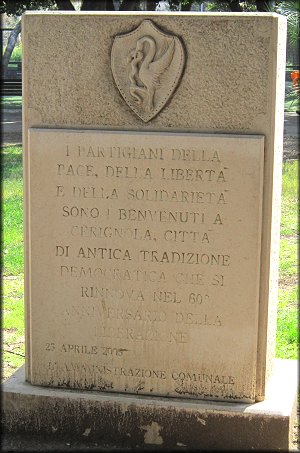 I PARTIGIANI DELLA
PACE, DELLA LIBERTÀ
E DELLA SOLIDARIETÀ
SONO I BENVENUTI A
CERIGNOLA, CITTÀ
DI ANTICA TRADIZIONE
DEMOCRATICA CHE SI
RINNOVA NEL 60°
ANNIVERSARIO DELLA
LIBERAZIONE
25 APRILE 2005
L'AMMINISTRAZIONE COMUNALE